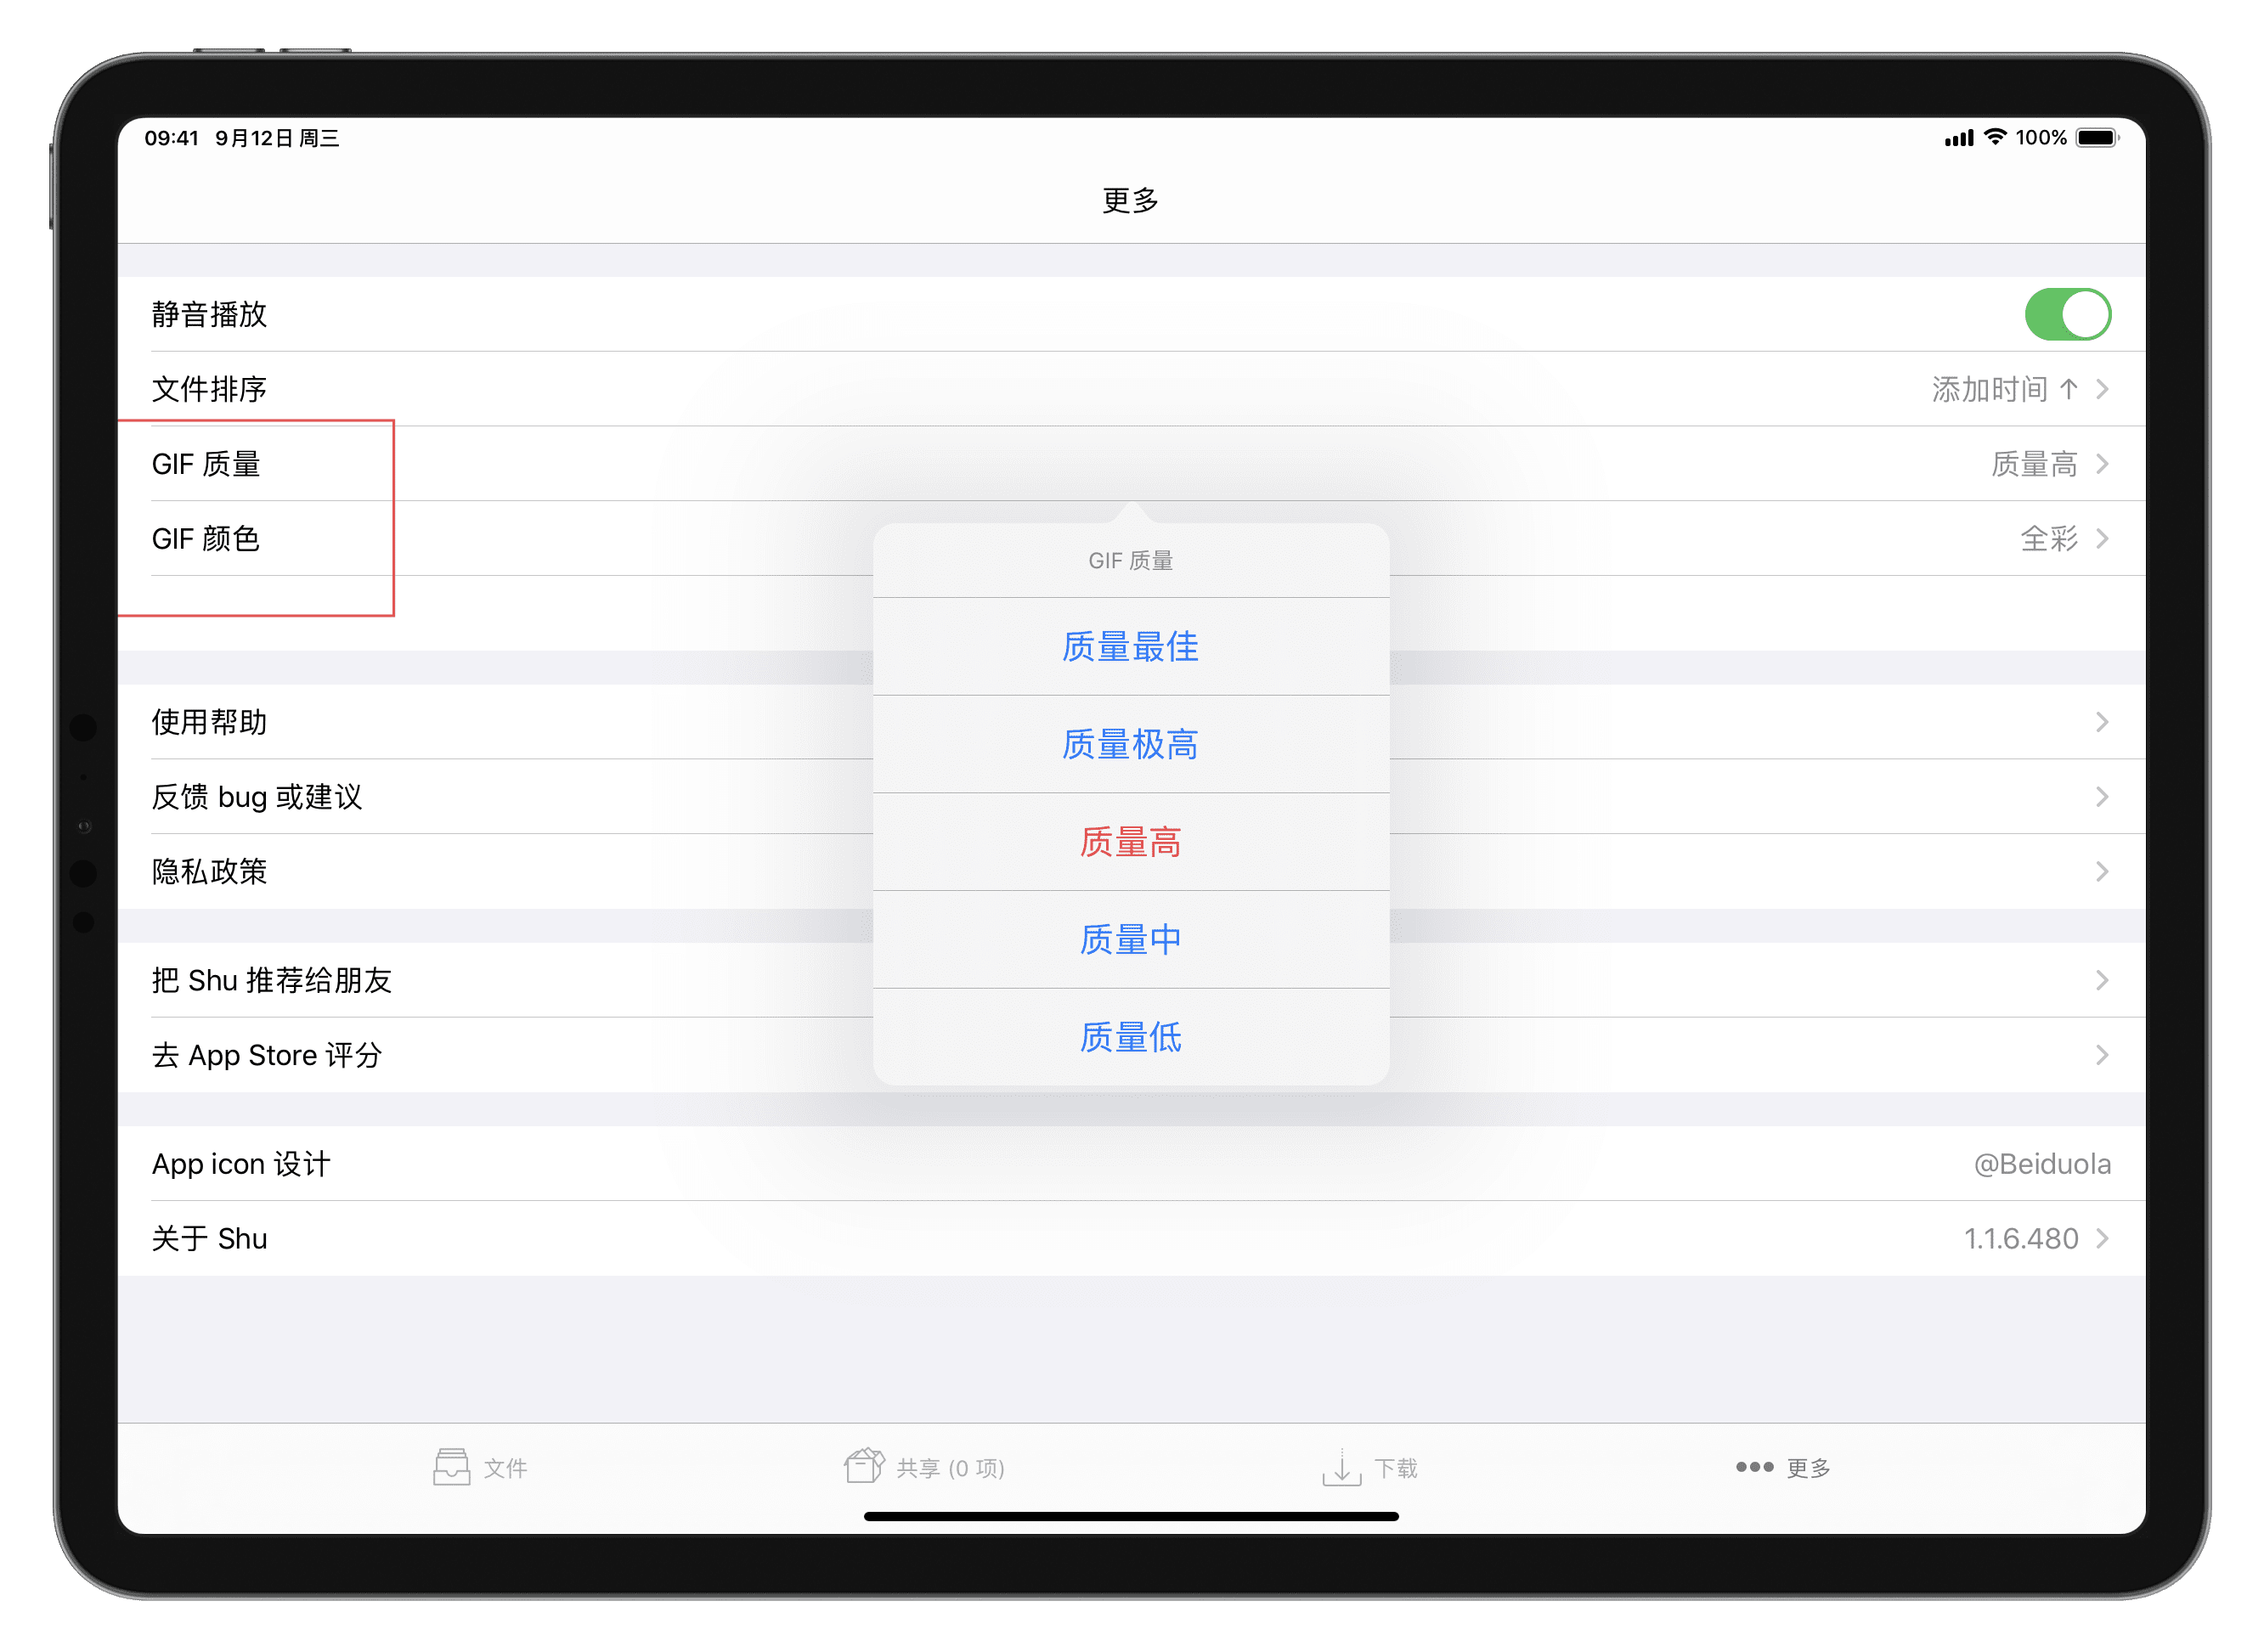 09:41 9月12日 周三
100%
更多
静音播放
文件排序 添加时间 ↑
GIF 质量 质量高
GIF 颜色 全彩
GIF 质量
质量最佳
质量极高
质量高
质量中
质量低
使用帮助
反馈 bug 或建议
隐私政策
把 Shu 推荐给朋友
去 App Store 评分
App icon 设计 @Beiduola
关于 Shu 1.1.6.480
文件 共享 (0 项) 下载 更多